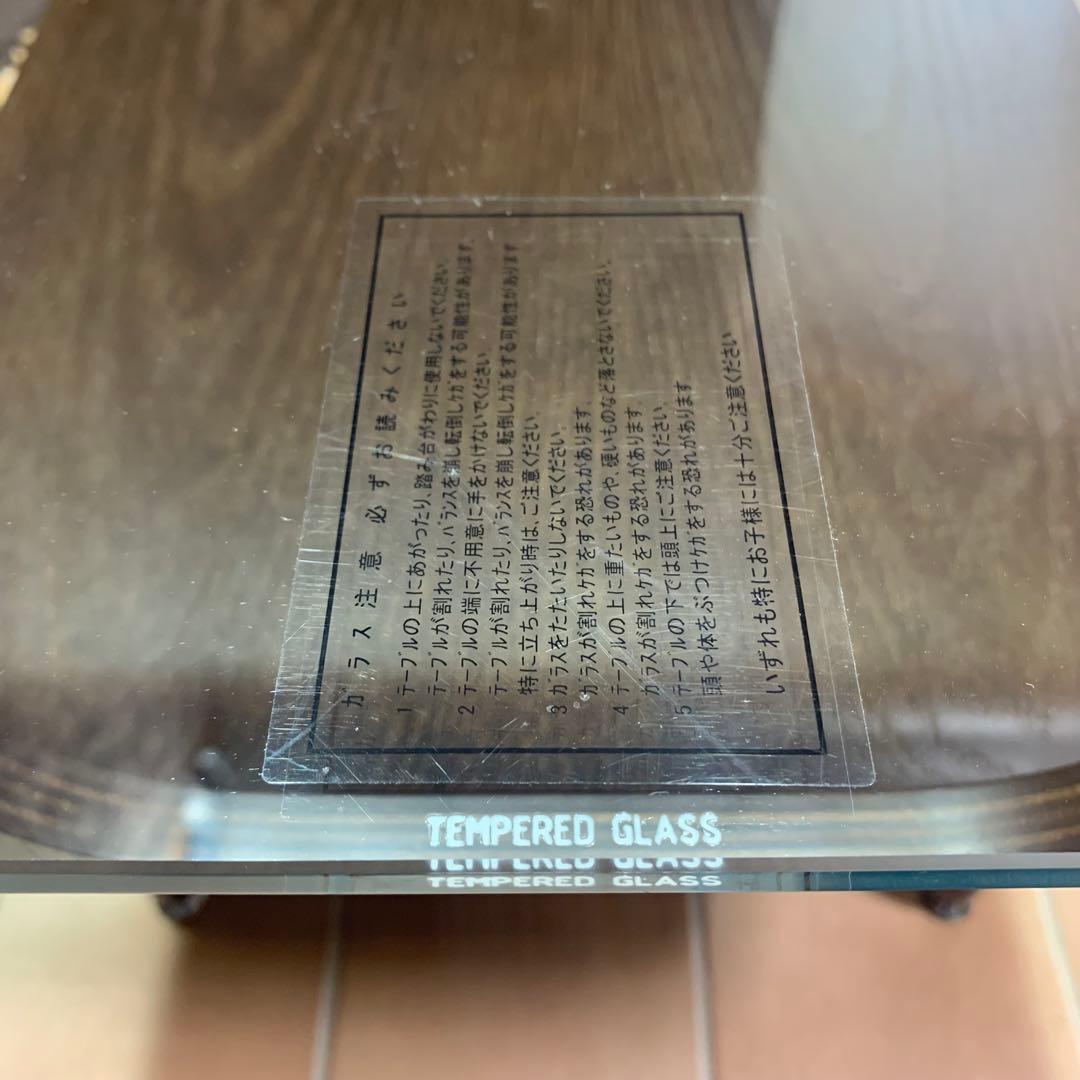 ガラス注意 必ずお読みください
1 テーブルの上にあがったり、踏み台がわりに使用しないでください。
テーブルが割れたり、バランスを崩し転倒しケガをする可能性があります。
2 テーブルの端に不用意に手をかけないでください。
テーブルが割れたり、バランスを崩し転倒しケガをする可能性があります
特に立ち上がり時は、ご注意ください。
3 ガラスをたたいたりしないでください。
ガラスが割れケガをする恐れがあります。
4 テーブルの上に重たいものや、硬いものなど落とさないでください。
ガラスが割れケガをする恐れがあります。
5 テーブルの下では頭上にご注意ください。
頭や体をぶつけケガをする恐れがあります。
いずれも特にお子様には十分ご注意ください
TEMPERED GLASS